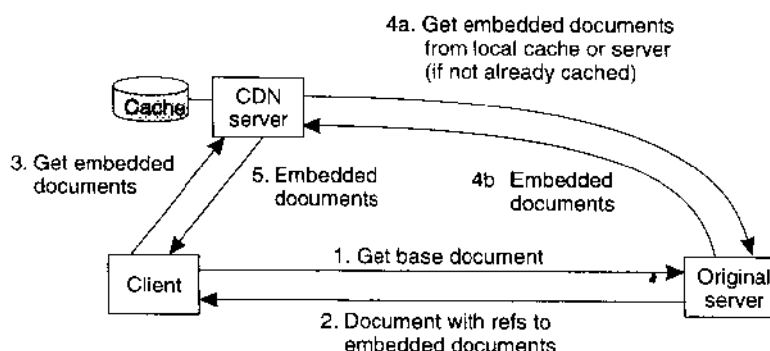 4a. Get embedded documents
from local cache or server
(if not already cached)
CDN
server
Cache
3. Get embedded
documents
5. Embedded
documents
4b Embedded
documents
1. Get base document
Client
Original
server
2. Document with refs to
embedded documents